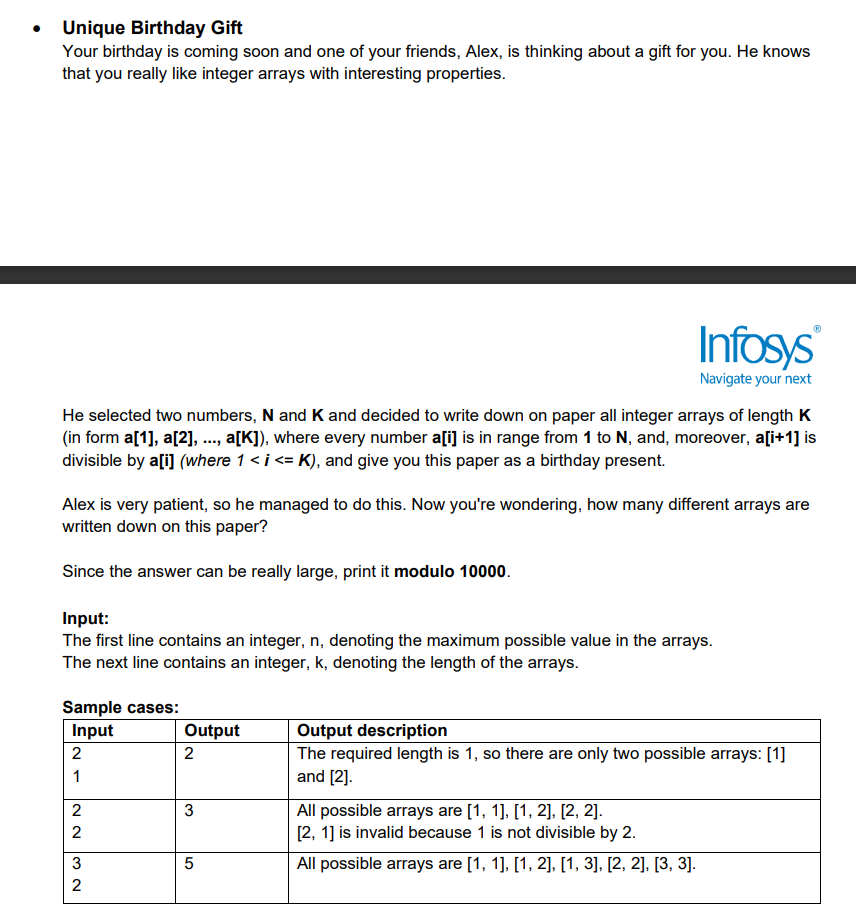 • Unique Birthday Gift
Your birthday is coming soon and one of your friends, Alex, is thinking about a gift for you. He knows
that you really like integer arrays with interesting properties.
Infosys®
Navigate your next
He selected two numbers, N and K and decided to write down on paper all integer arrays of length K
(in form a[1], a[2], ..., a[K]), where every number a[i] is in range from 1 to N, and, moreover, a[i+1] is
divisible by a[i] (where 1 < i <= K), and give you this paper as a birthday present.
Alex is very patient, so he managed to do this. Now you're wondering, how many different arrays are
written down on this paper?
Since the answer can be really large, print it modulo 10000.
Input:
The first line contains an integer, n, denoting the maximum possible value in the arrays.
The next line contains an integer, k, denoting the length of the arrays.
Sample cases:
Input Output Output description
2 2 The required length is 1, so there are only two possible arrays: [1]
1 and [2].
2 3 All possible arrays are [1, 1], [1, 2], [2, 2].
2 [2, 1] is invalid because 1 is not divisible by 2.
3 5 All possible arrays are [1, 1], [1, 2], [1, 3], [2, 2], [3, 3].
2